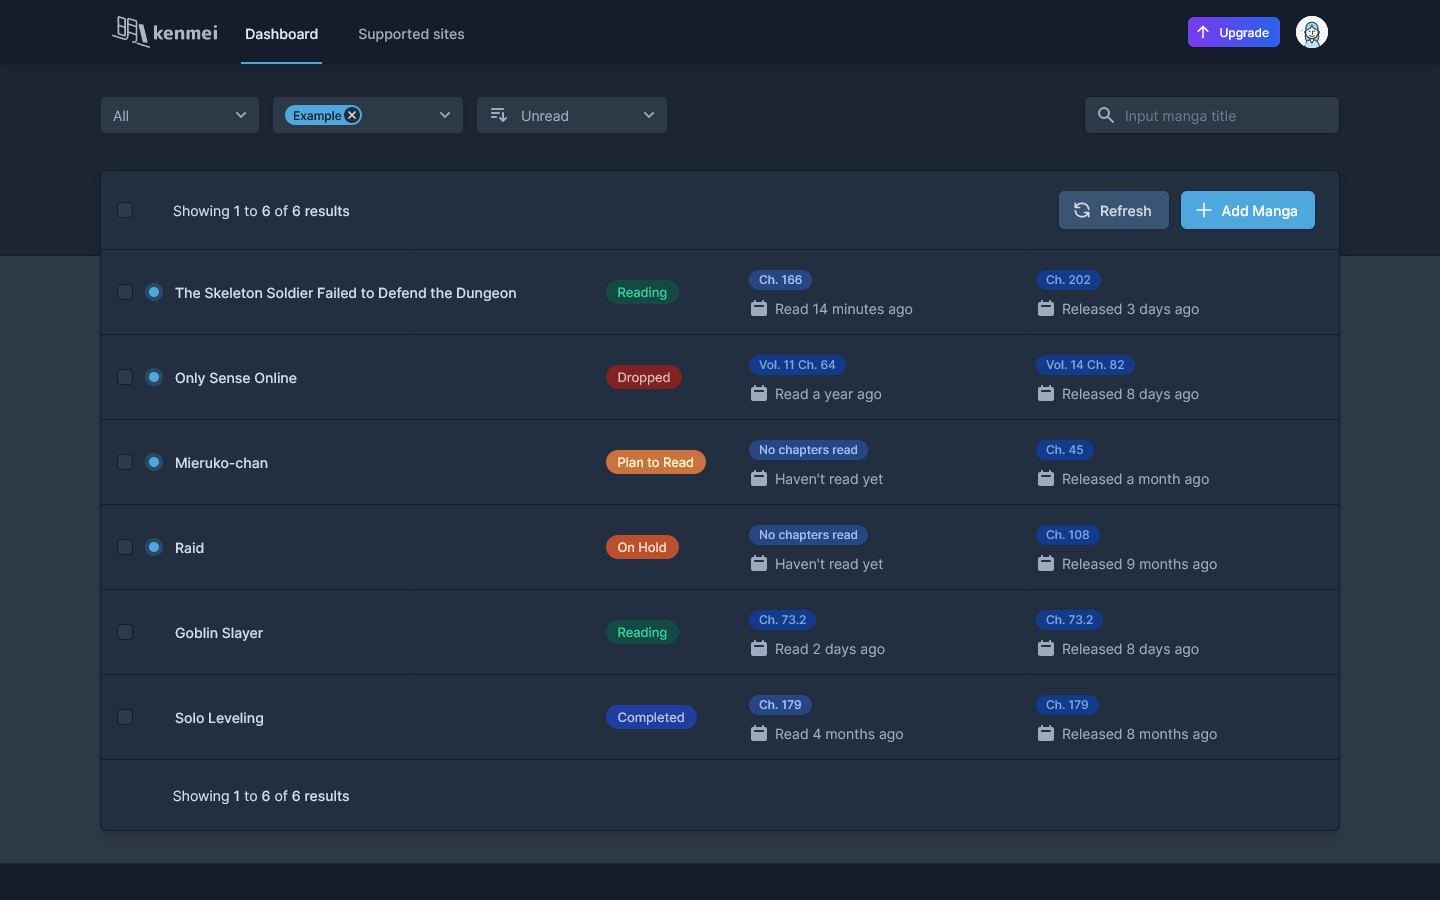 kenmei
Dashboard
Supported sites
Upgrade
All
Example
Unread
Input manga title
Showing 1 to 6 of 6 results
Refresh
Add Manga
The Skeleton Soldier Failed to Defend the Dungeon
Reading
Ch. 166
Read 14 minutes ago
Ch. 202
Released 3 days ago
Only Sense Online
Dropped
Vol. 11 Ch. 64
Read a year ago
Vol. 14 Ch. 82
Released 8 days ago
Mieruko-chan
Plan to Read
No chapters read
Haven't read yet
Ch. 45
Released a month ago
Raid
On Hold
No chapters read
Haven't read yet
Ch. 108
Released 9 months ago
Goblin Slayer
Reading
Ch. 73.2
Read 2 days ago
Ch. 73.2
Released 8 days ago
Solo Leveling
Completed
Ch. 179
Read 4 months ago
Ch. 179
Released 8 months ago
Showing 1 to 6 of 6 results